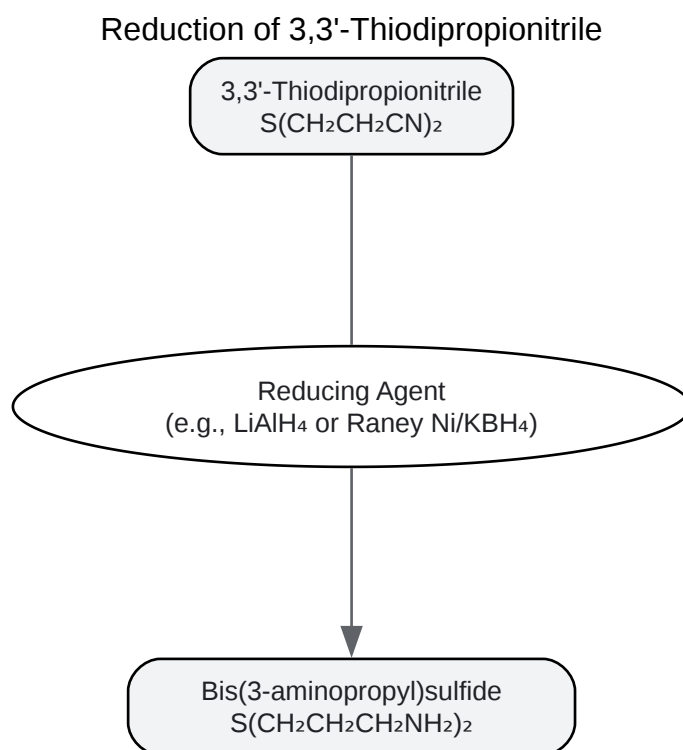 Reduction of 3,3'-Thiodipropionitrile
3,3'-Thiodipropionitrile
S(CH₂CH₂CN)₂
Reducing Agent
(e.g., LiAlH₄ or Raney Ni/KBH₄)
Bis(3-aminopropyl)sulfide
S(CH₂CH₂CH₂NH₂)₂